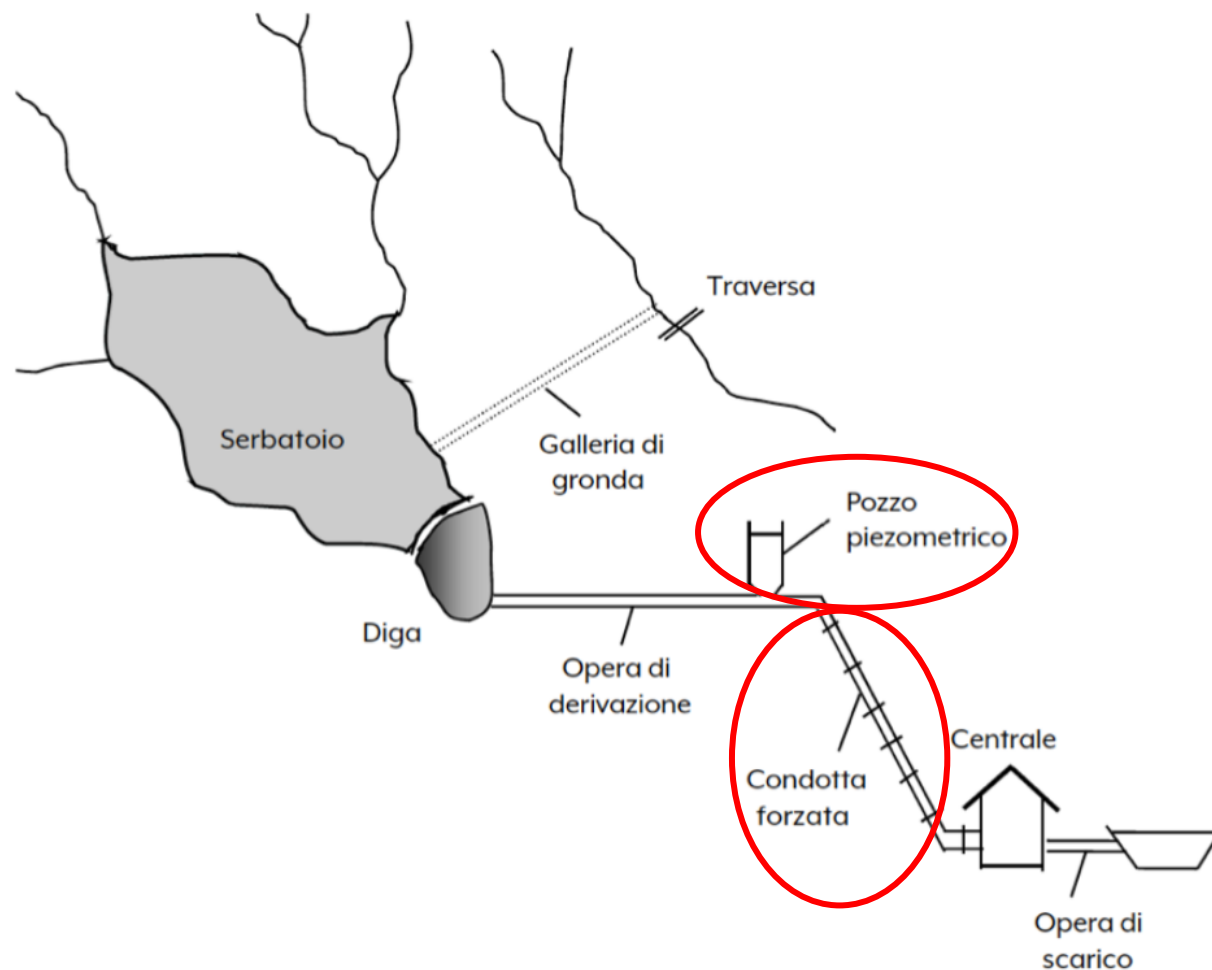 Traversa
Serbatoio
Galleria di
gronda
Pozzo
piezometrico
Diga
Opera di
derivazione
Condotta
forzata
Centrale
Opera di
scarico